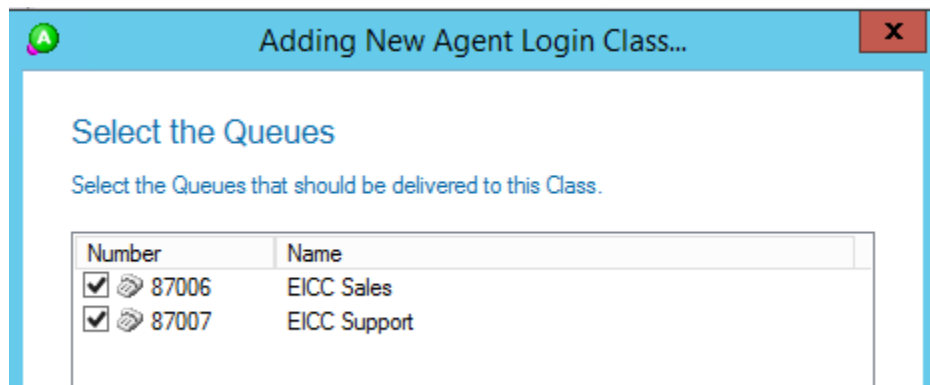 Adding New Agent Login Class...
x
Select the Queues
Select the Queues that should be delivered to this Class.
Number Name
87006 EICC Sales
87007 EICC Support